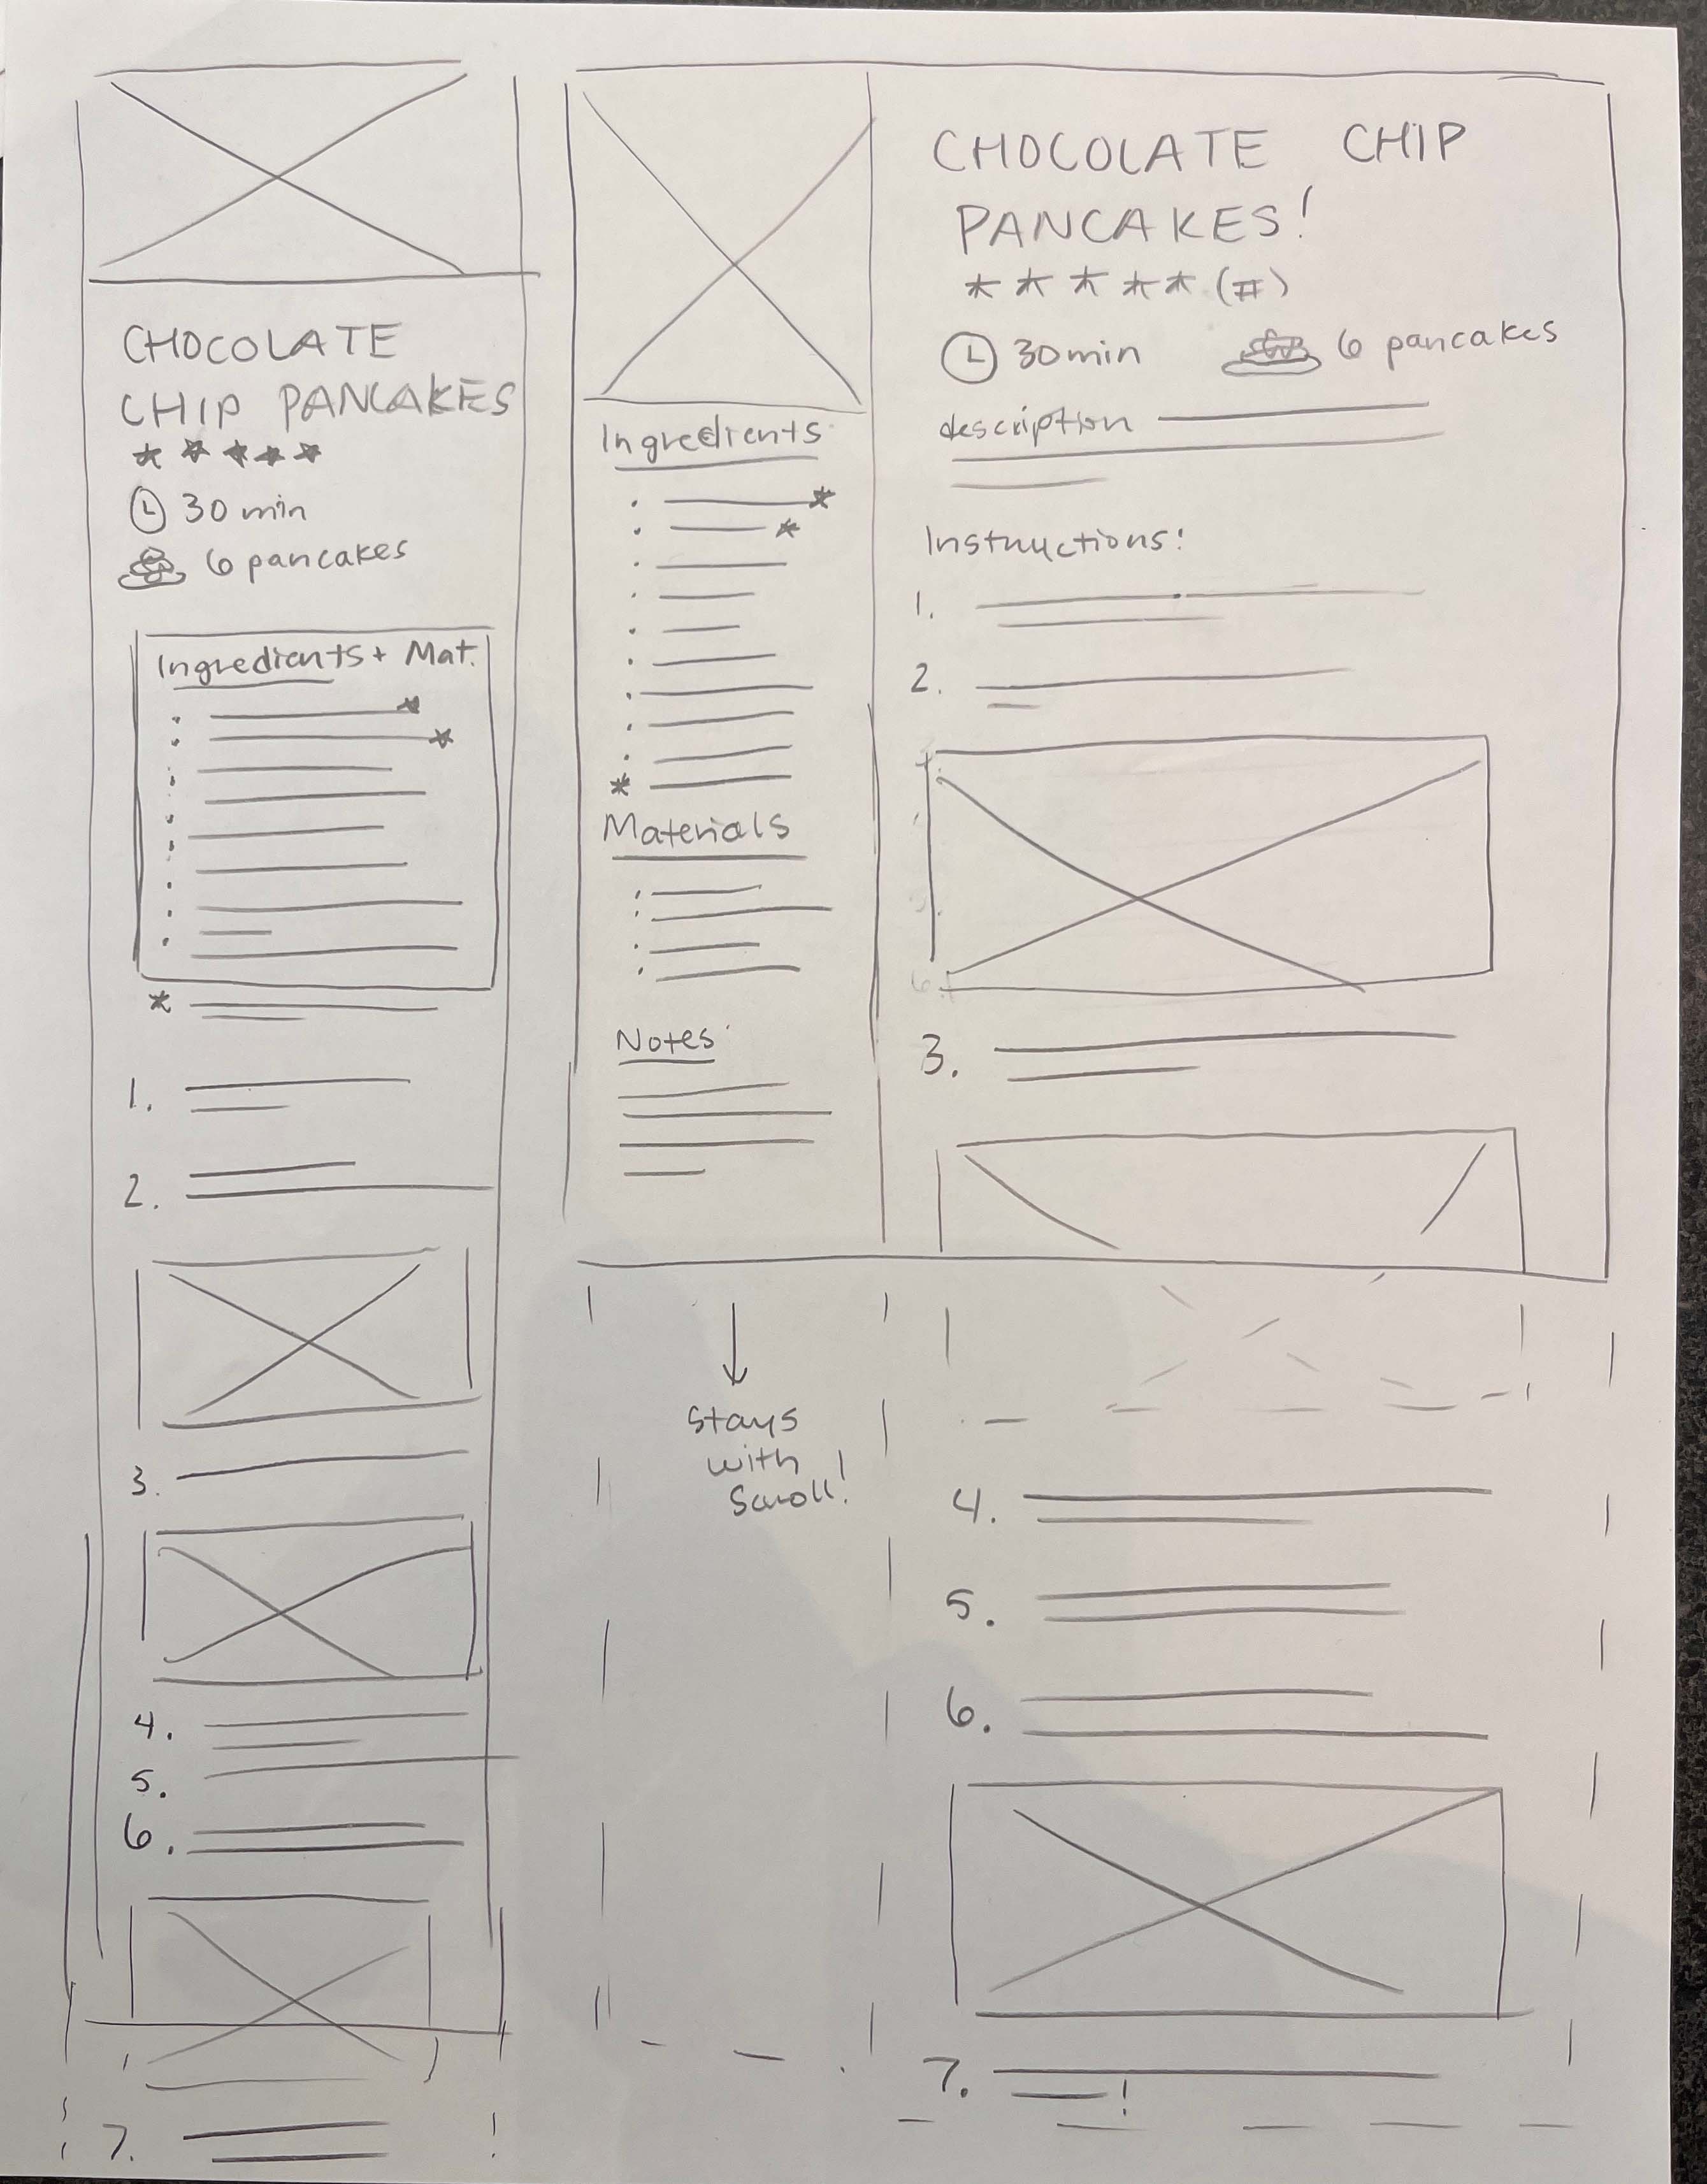 CHOCOLATE
CHIP PANCAKES
★★★★★
30 min
6 pancakes
Ingredients + Mat.
*
1.
2.
3.
4.
5.
6.
7.
CHOCOLATE CHIP
PANCAKES!
★★★★★ (#)
30min 6 pancakes
description
Instructions:
1.
2.
3.
4.
5.
6.
7.
Ingredients
*
Materials
Notes
Stays
with
Scroll!